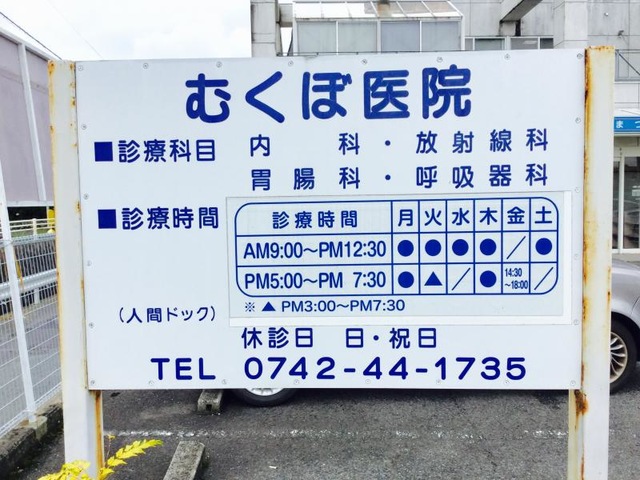 むくぼ医院
■診療科目 内科・放射線科
胃腸科・呼吸器科
■診療時間
診療時間 月 火 水 木 金 土
AM9:00〜PM12:30 ● ● ● ● ／ ●
PM5:00〜PM 7:30 ● ▲ ／ ● 14:30〜18:00 ／
※ ▲ PM3:00〜PM7:30
（人間ドック）
休診日 日・祝日
TEL 0742-44-1735
まつ